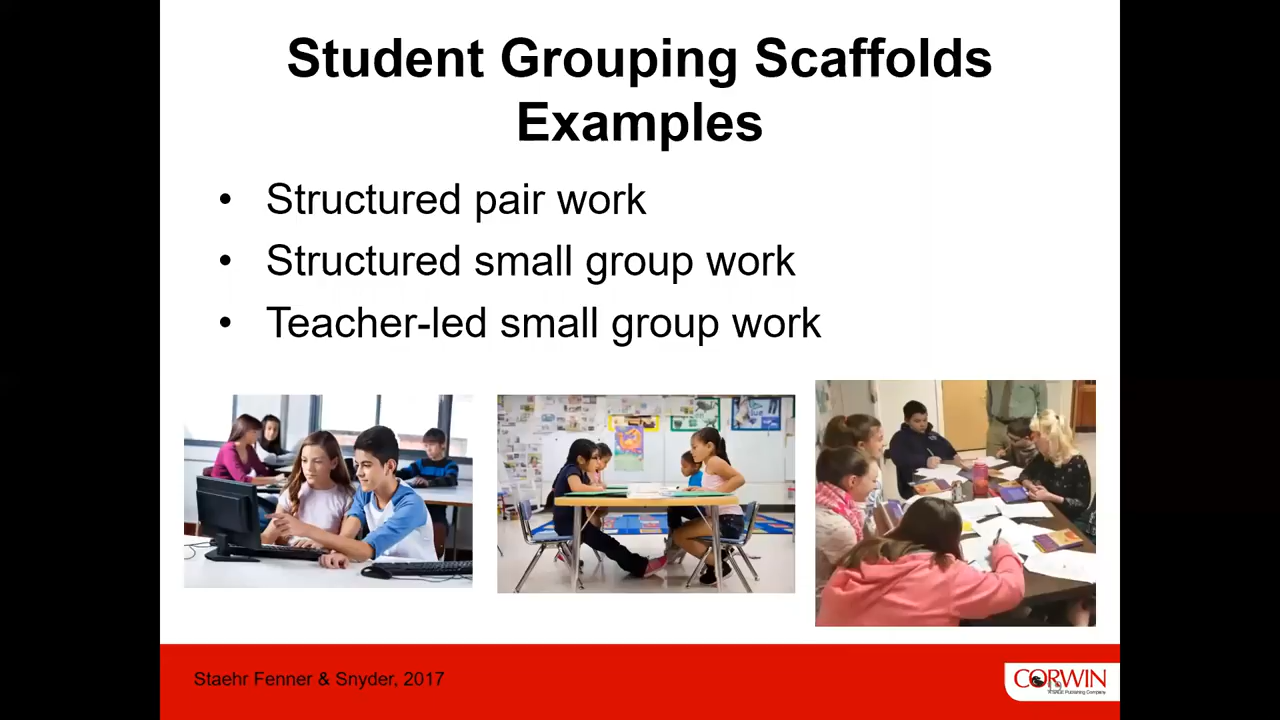 Student Grouping Scaffolds
Examples
• Structured pair work
• Structured small group work
• Teacher-led small group work
Staehr Fenner & Snyder, 2017
CORWIN